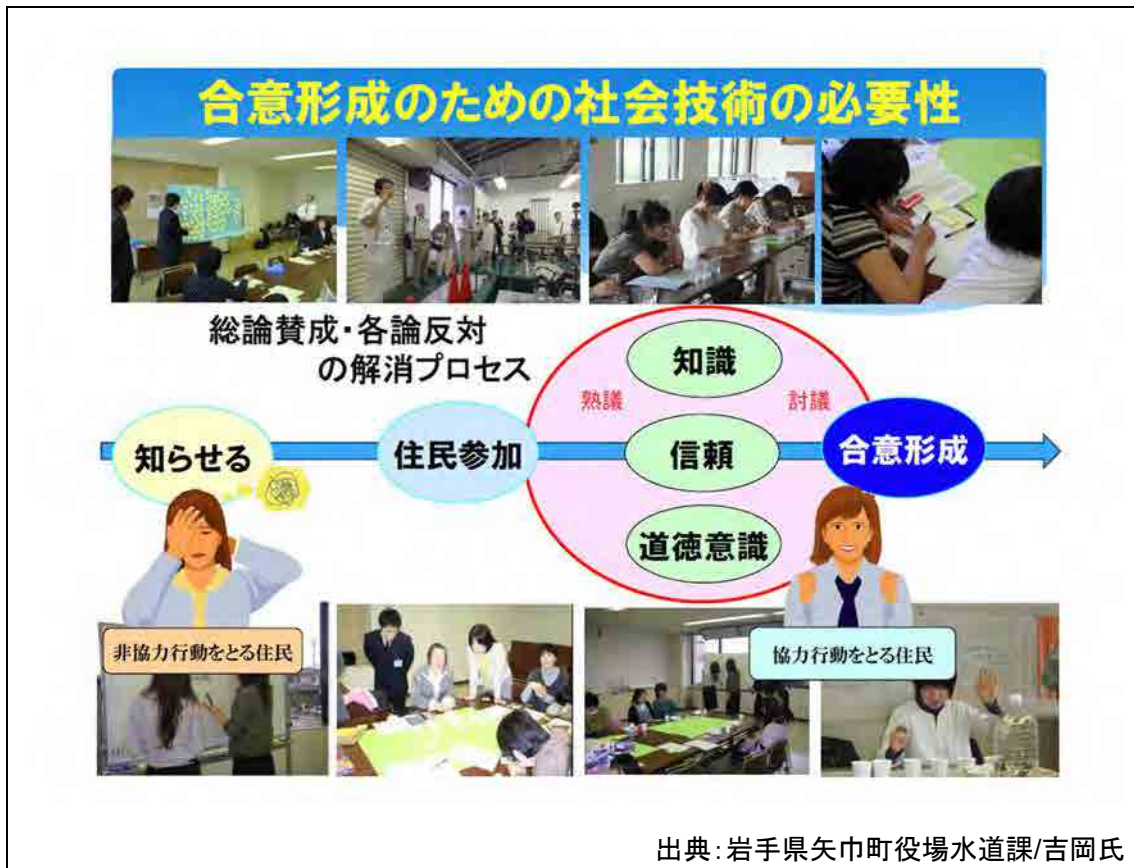 合意形成のための社会技術の必要性
総論賛成・各論反対
の解消プロセス
知識
熟議
討議
知らせる
住民参加
信頼
合意形成
道徳意識
非協力行動をとる住民
協力行動をとる住民
出典：岩手県矢巾町役場水道課/吉岡氏